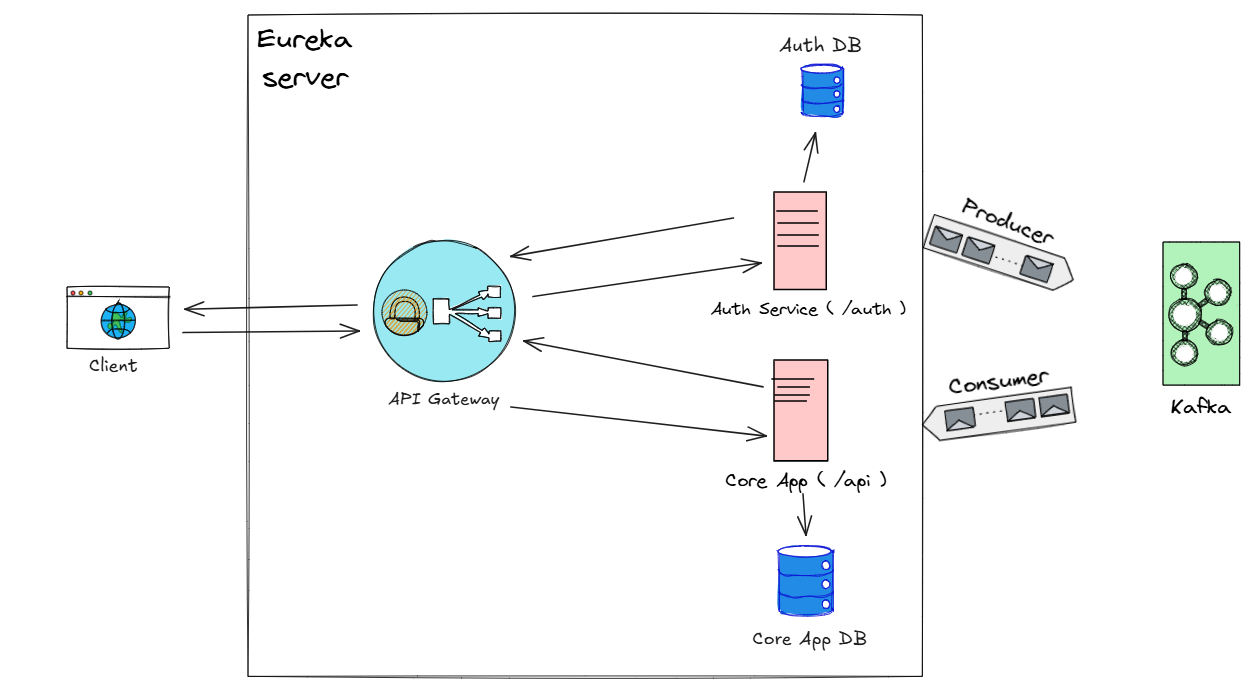 Eureka
server
Auth DB
Producer
Auth Service ( /auth )
Client
API Gateway
Consumer
Kafka
Core App ( /api )
Core App DB